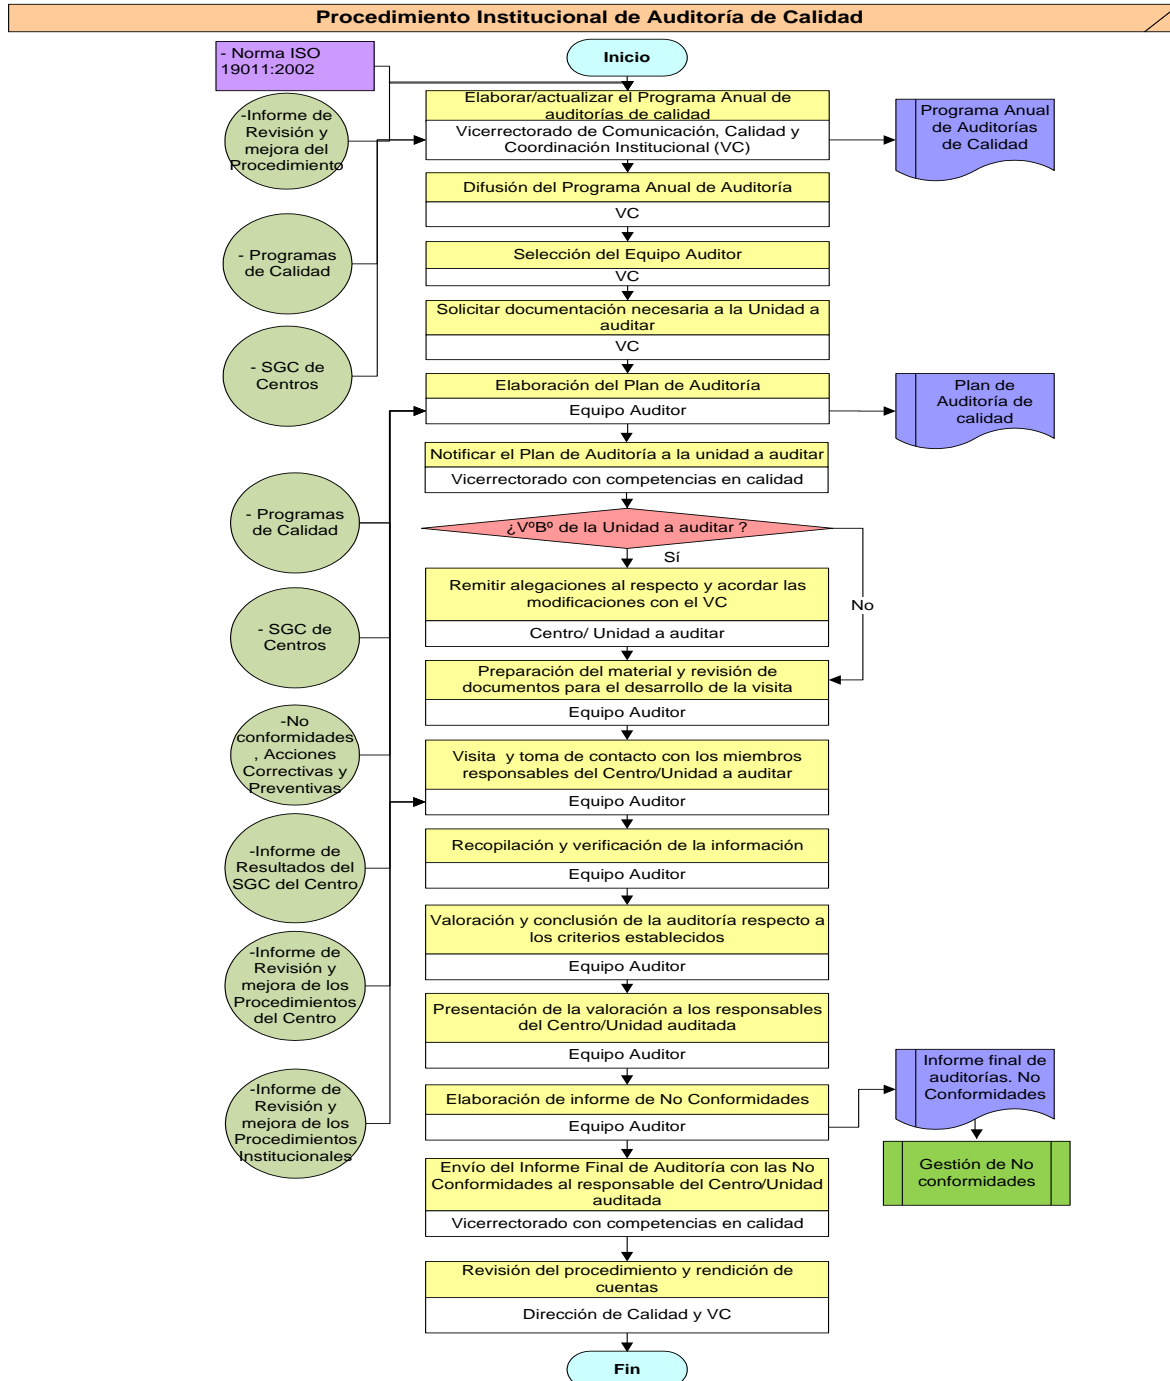 Procedimiento Institucional de Auditoría de Calidad
- Norma ISO
19011:2002
Inicio
-Informe de
Revisión y
mejora del
Procedimiento
Elaborar/actualizar el Programa Anual de
auditorías de calidad
Vicerrectorado de Comunicación, Calidad y
Coordinación Institucional (VC)
Programa Anual
de Auditorías
de Calidad
Difusión del Programa Anual de Auditoría
VC
- Programas
de Calidad
Selección del Equipo Auditor
VC
Solicitar documentación necesaria a la Unidad a
auditar
VC
- SGC de
Centros
Elaboración del Plan de Auditoría
Equipo Auditor
Plan de
Auditoría de
calidad
Notificar el Plan de Auditoría a la unidad a auditar
Vicerrectorado con competencias en calidad
- Programas
de Calidad
¿VºBº de la Unidad a auditar ?
Sí
No
Remitir alegaciones al respecto y acordar las
modificaciones con el VC
Centro/ Unidad a auditar
- SGC de
Centros
Preparación del material y revisión de
documentos para el desarrollo de la visita
Equipo Auditor
-No
conformidades
, Acciones
Correctivas y
Preventivas
Visita  y toma de contacto con los miembros
responsables del Centro/Unidad a auditar
Equipo Auditor
Recopilación y verificación de la información
Equipo Auditor
-Informe de
Resultados del
SGC del Centro
Valoración y conclusión de la auditoría respecto a
los criterios establecidos
Equipo Auditor
-Informe de
Revisión y
mejora de los
Procedimientos
del Centro
Presentación de la valoración a los responsables
del Centro/Unidad auditada
Equipo Auditor
Elaboración de informe de No Conformidades
Equipo Auditor
Informe final de
auditorías. No
Conformidades
-Informe de
Revisión y
mejora de los
Procedimientos
Institucionales
Gestión de No
conformidades
Envío del Informe Final de Auditoría con las No
Conformidades al responsable del Centro/Unidad
auditada
Vicerrectorado con competencias en calidad
Revisión del procedimiento y rendición de
cuentas
Dirección de Calidad y VC
Fin